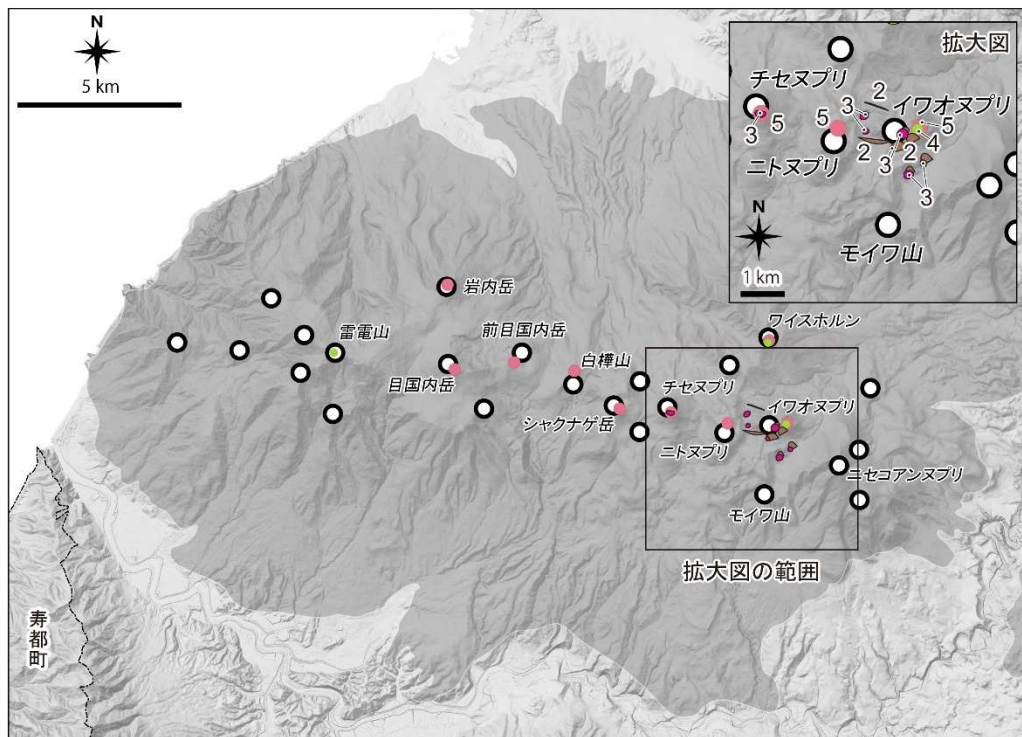 N
5 km
拡大図
チセヌプリ
2
イワオヌプリ
3
5
5
3
5
4
3
2
3
2
ニトヌプリ
3
N
モイワ山
1 km
岩内岳
ワイスホルン
雷電山
前目国内岳
白樺山
目国内岳
チセヌプリ
シャクナゲ岳
イワオヌプリ
ニトヌプリ
ニセコアンヌプリ
モイワ山
拡大図の範囲
寿都町